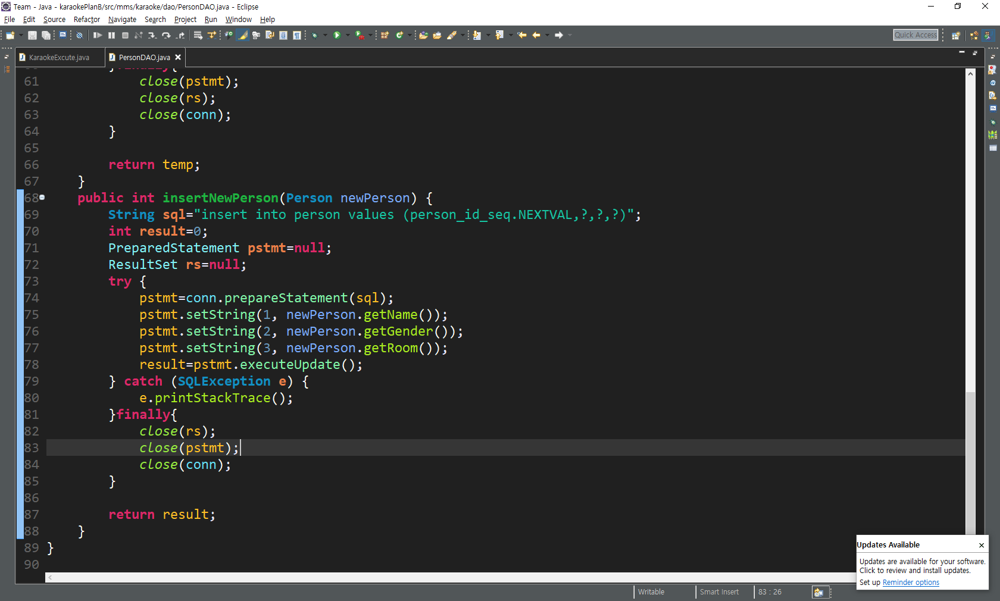 Team - Java - karaokePlanB/src/mms/karaoke/dao/PersonDAO.java - Eclipse
File Edit Source Refactor Navigate Search Project Run Window Help
Quick Access
KaraokeExcute.java PersonDAO.java
61 close(pstmt);
62 close(rs);
63 close(conn);
64 }
65
66 return temp;
67 }
68 public int insertNewPerson(Person newPerson) {
69 String sql="insert into person values (person_id_seq.NEXTVAL,?,?,?)";
70 int result=0;
71 PreparedStatement pstmt=null;
72 ResultSet rs=null;
73 try {
74 pstmt=conn.prepareStatement(sql);
75 pstmt.setString(1, newPerson.getName());
76 pstmt.setString(2, newPerson.getGender());
77 pstmt.setString(3, newPerson.getRoom());
78 result=pstmt.executeUpdate();
79 } catch (SQLException e) {
80 e.printStackTrace();
81 }finally{
82 close(rs);
83 close(pstmt);
84 close(conn);
85 }
86
87 return result;
88 }
89 }
90
Updates Available
Updates are available for your software.
Click to review and install updates.
Set up Reminder options
Writable Smart Insert 83 : 26